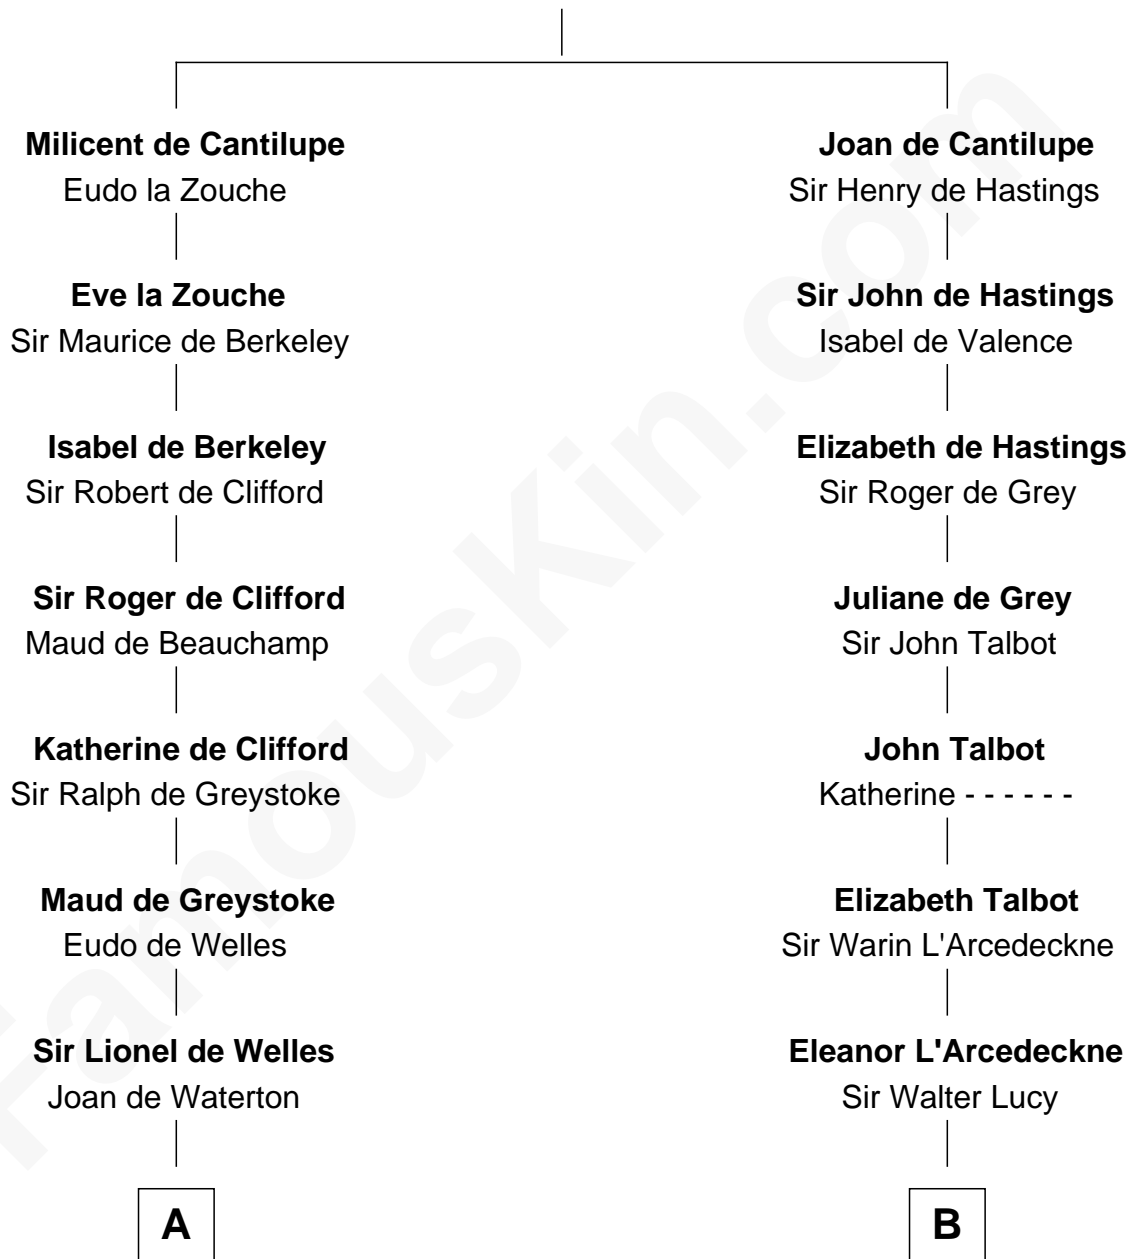 Milicent de Cantilupe
Eudo la Zouche
Eve la Zouche
Sir Maurice de Berkeley
Isabel de Berkeley
Sir Robert de Clifford
Sir Roger de Clifford
Maud de Beauchamp
Katherine de Clifford
Sir Ralph de Greystoke
Maud de Greystoke
Eudo de Welles
Sir Lionel de Welles
Joan de Waterton
A
Joan de Cantilupe
Sir Henry de Hastings
Sir John de Hastings
Isabel de Valence
Elizabeth de Hastings
Sir Roger de Grey
Juliane de Grey
Sir John Talbot
John Talbot
Katherine - - - - - -
Elizabeth Talbot
Sir Warin L'Arcedeckne
Eleanor L'Arcedeckne
Sir Walter Lucy
B
FamousKin.com